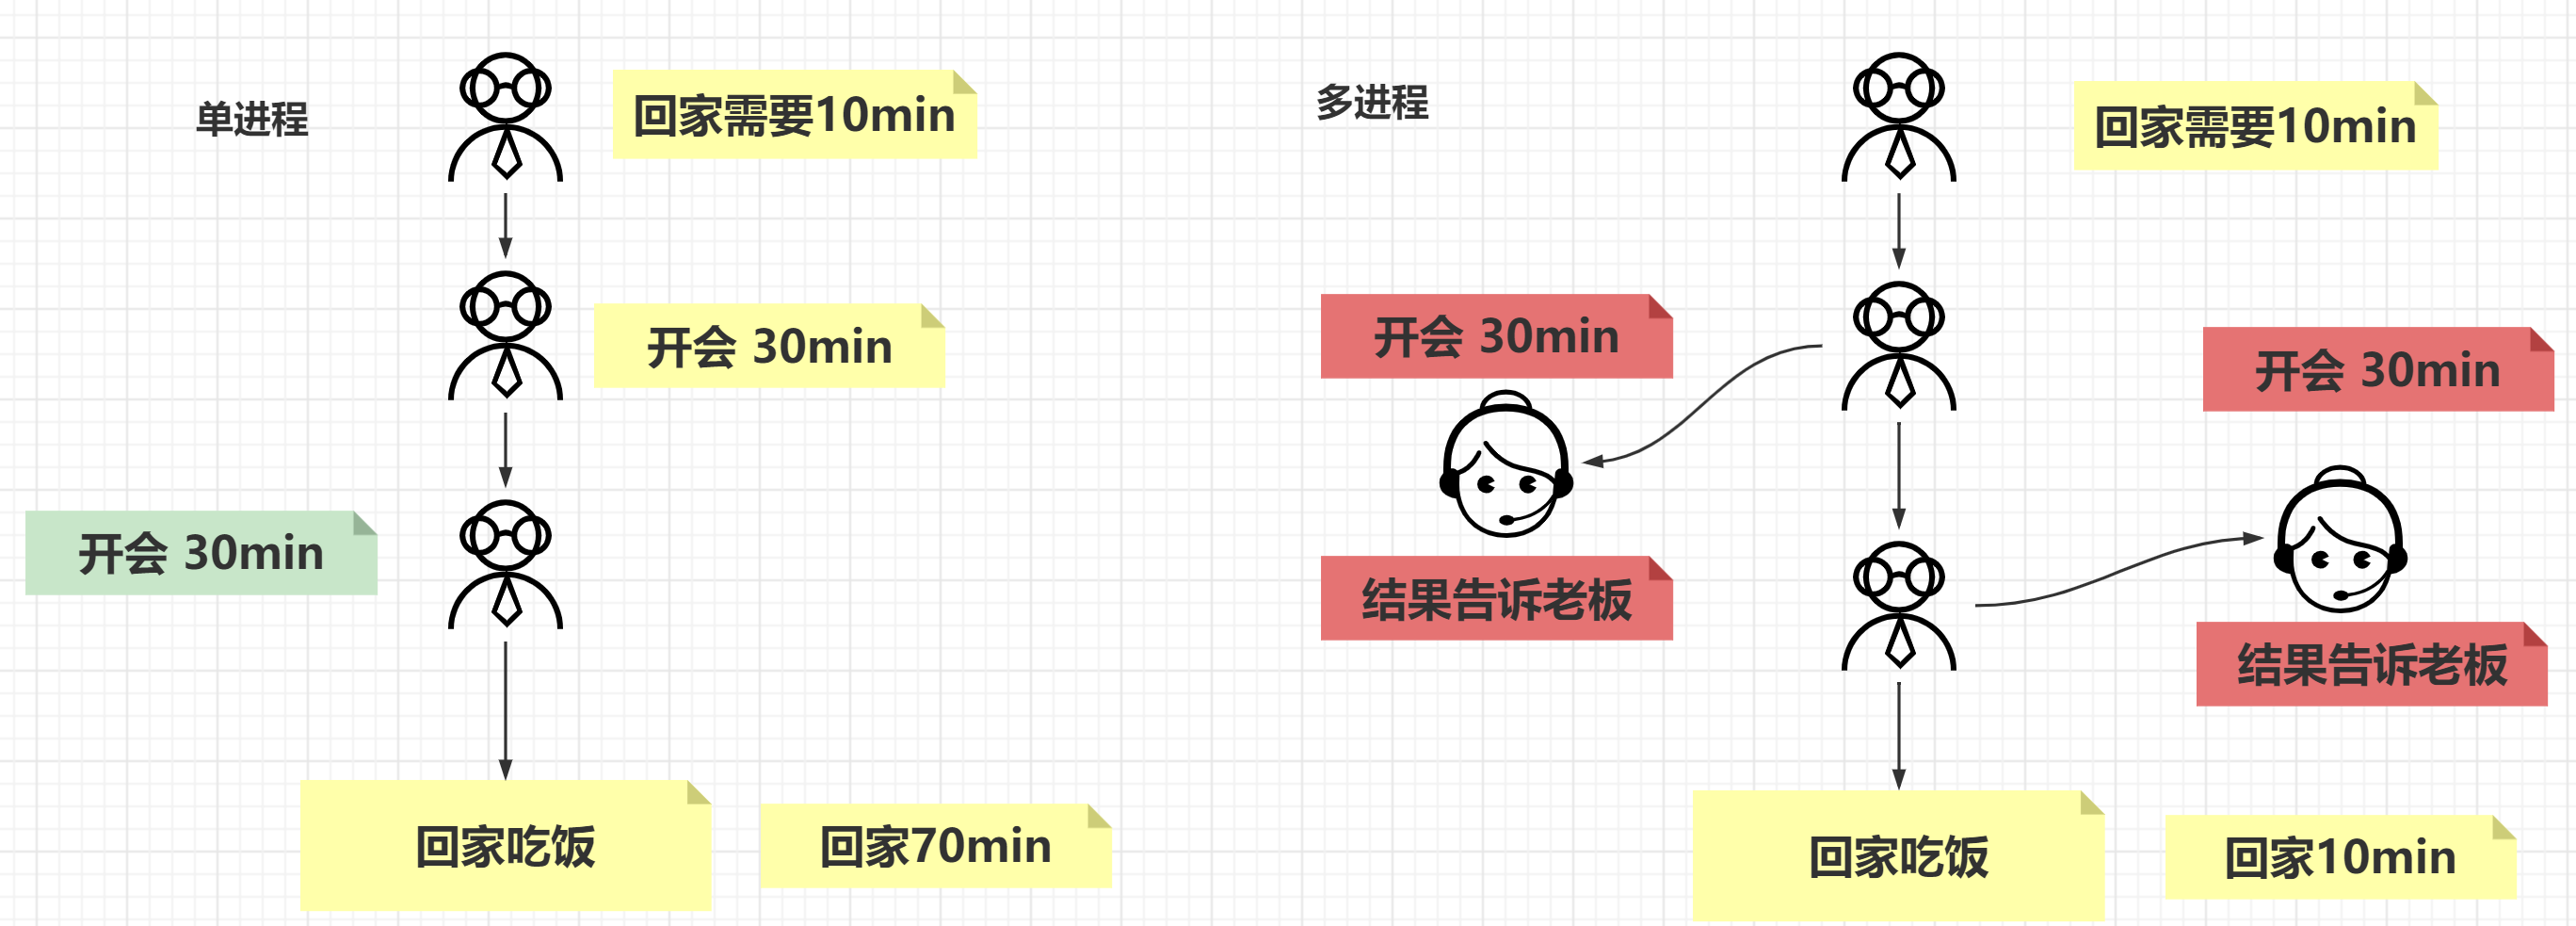 单进程
回家需要10min
开会 30min
开会 30min
回家吃饭
回家70min
多进程
回家需要10min
开会 30min
结果告诉老板
开会 30min
结果告诉老板
回家吃饭
回家10min